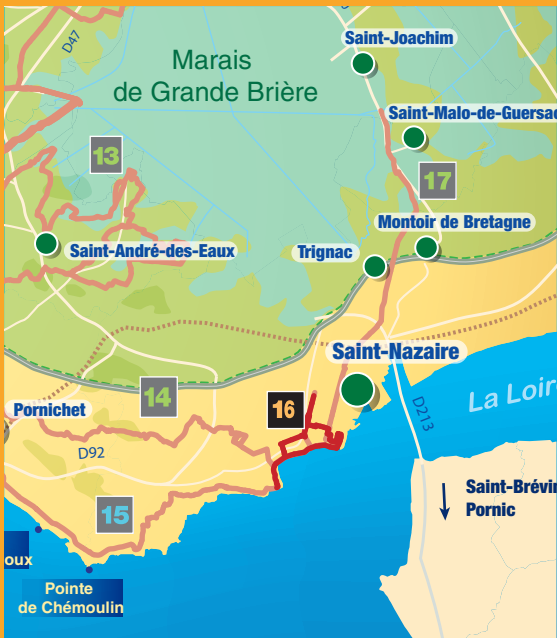 D47
Saint-Joachim
Marais
de Grande Brière
Saint-Malo-de-Guersac
13
17
Montoir de Bretagne
Saint-André-des-Eaux
Trignac
Saint-Nazaire
14
16
Pornichet
La Loir
D213
D92
Saint-Brévin
Pornic
15
oux
Pointe
de Chémoulin